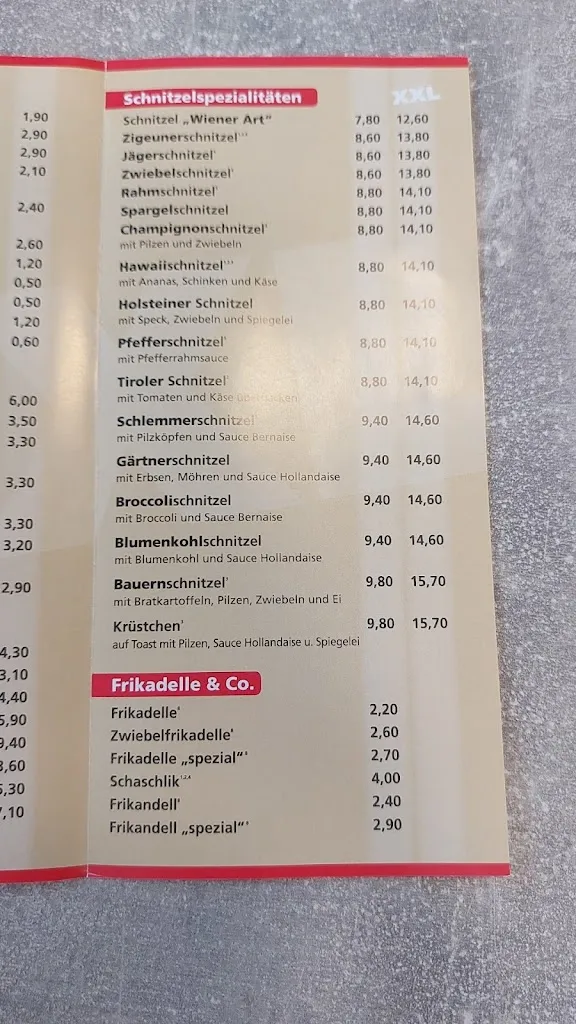 1,90
2,90
2,90
2,10
2,40
2,60
1,20
0,50
0,50
1,20
0,60
6,00
3,50
3,30
3,30
3,30
3,20
2,90
4,30
3,10
4,40
5,90
9,40
3,60
5,30
7,10
Schnitzelspezialitäten XXL
Schnitzel „Wiener Art“ 7,80 12,60
Zigeunerschnitzel 8,60 13,80
Jägerschnitzel 8,60 13,80
Zwiebelschnitzel 8,60 13,80
Rahmschnitzel 8,80 14,10
Spargelschnitzel 8,80 14,10
Champignonschnitzel 8,80 14,10
mit Pilzen und Zwiebeln
Hawaiischnitzel 8,80 14,10
mit Ananas, Schinken und Käse
Holsteiner Schnitzel 8,80 14,10
mit Speck, Zwiebeln und Spiegelei
Pfefferschnitzel 8,80 14,10
mit Pfefferrahmsauce
Tiroler Schnitzel 8,80 14,10
mit Tomaten und Käse überbacken
Schlemmerschnitzel 9,40 14,60
mit Pilzköpfen und Sauce Bernaise
Gärtnerschnitzel 9,40 14,60
mit Erbsen, Möhren und Sauce Hollandaise
Broccolischnitzel 9,40 14,60
mit Broccoli und Sauce Bernaise
Blumenkohlschnitzel 9,40 14,60
mit Blumenkohl und Sauce Hollandaise
Bauernschnitzel 9,80 15,70
mit Bratkartoffeln, Pilzen, Zwiebeln und Ei
Krüstchen 9,80 15,70
auf Toast mit Pilzen, Sauce Hollandaise u. Spiegelei
Frikadelle & Co.
Frikadelle 2,20
Zwiebelfrikadelle 2,60
Frikadelle „spezial“ 2,70
Schaschlik 4,00
Frikandell 2,40
Frikandell „spezial“ 2,90